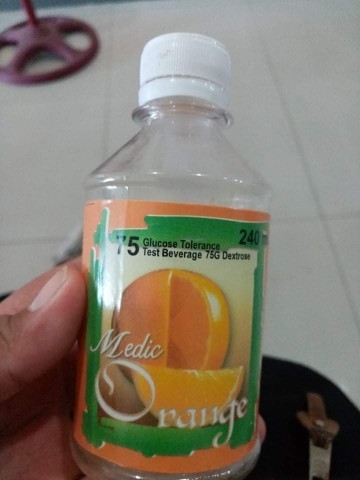 75 Glucose Tolerance 240
Test Beverage 75G Dextrose
Medic
Orange